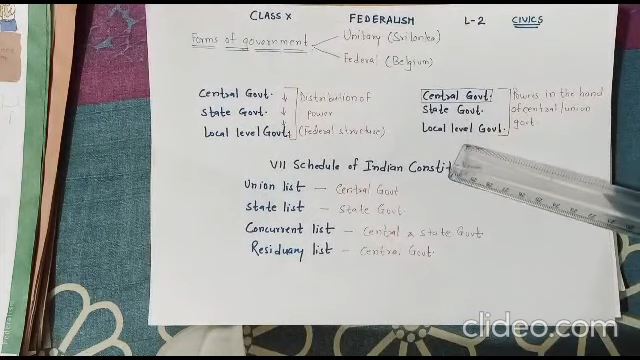 CLASS X FEDERALISM L-2 CIVICS
Forms of government
Unitary (Srilanka)
Federal (Belgium)
Central Govt.
State Govt.
Local level Govt.
Distribution of
power
(Federal structure)
Central Govt.
State Govt.
Local level Govt.
Powers in the hand
of central/union
govt.
VII Schedule of Indian Constit
Union list — Central Govt
State list — State Govt.
Concurrent list — Central & State Govt.
Residuary list — Central Govt.
clideo.com